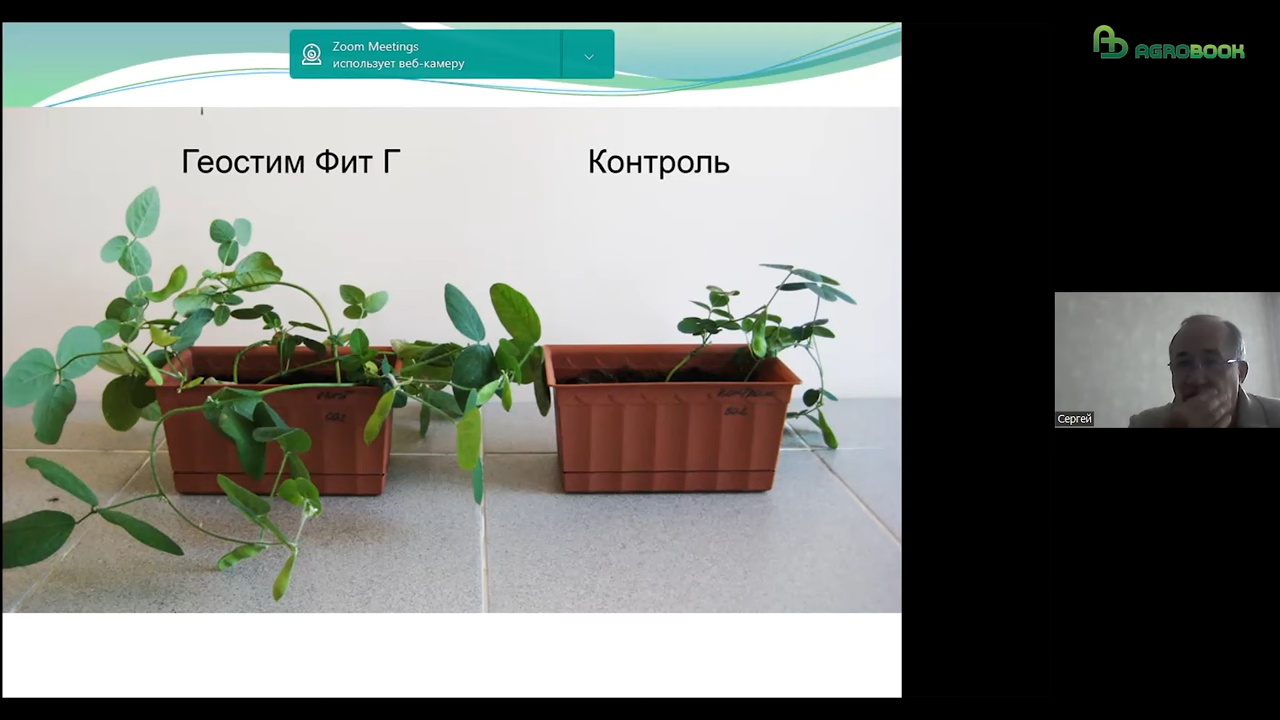 Zoom Meetings
использует веб-камеру
AGROBOOK
Геостим Фит Г
Контроль
Сергей